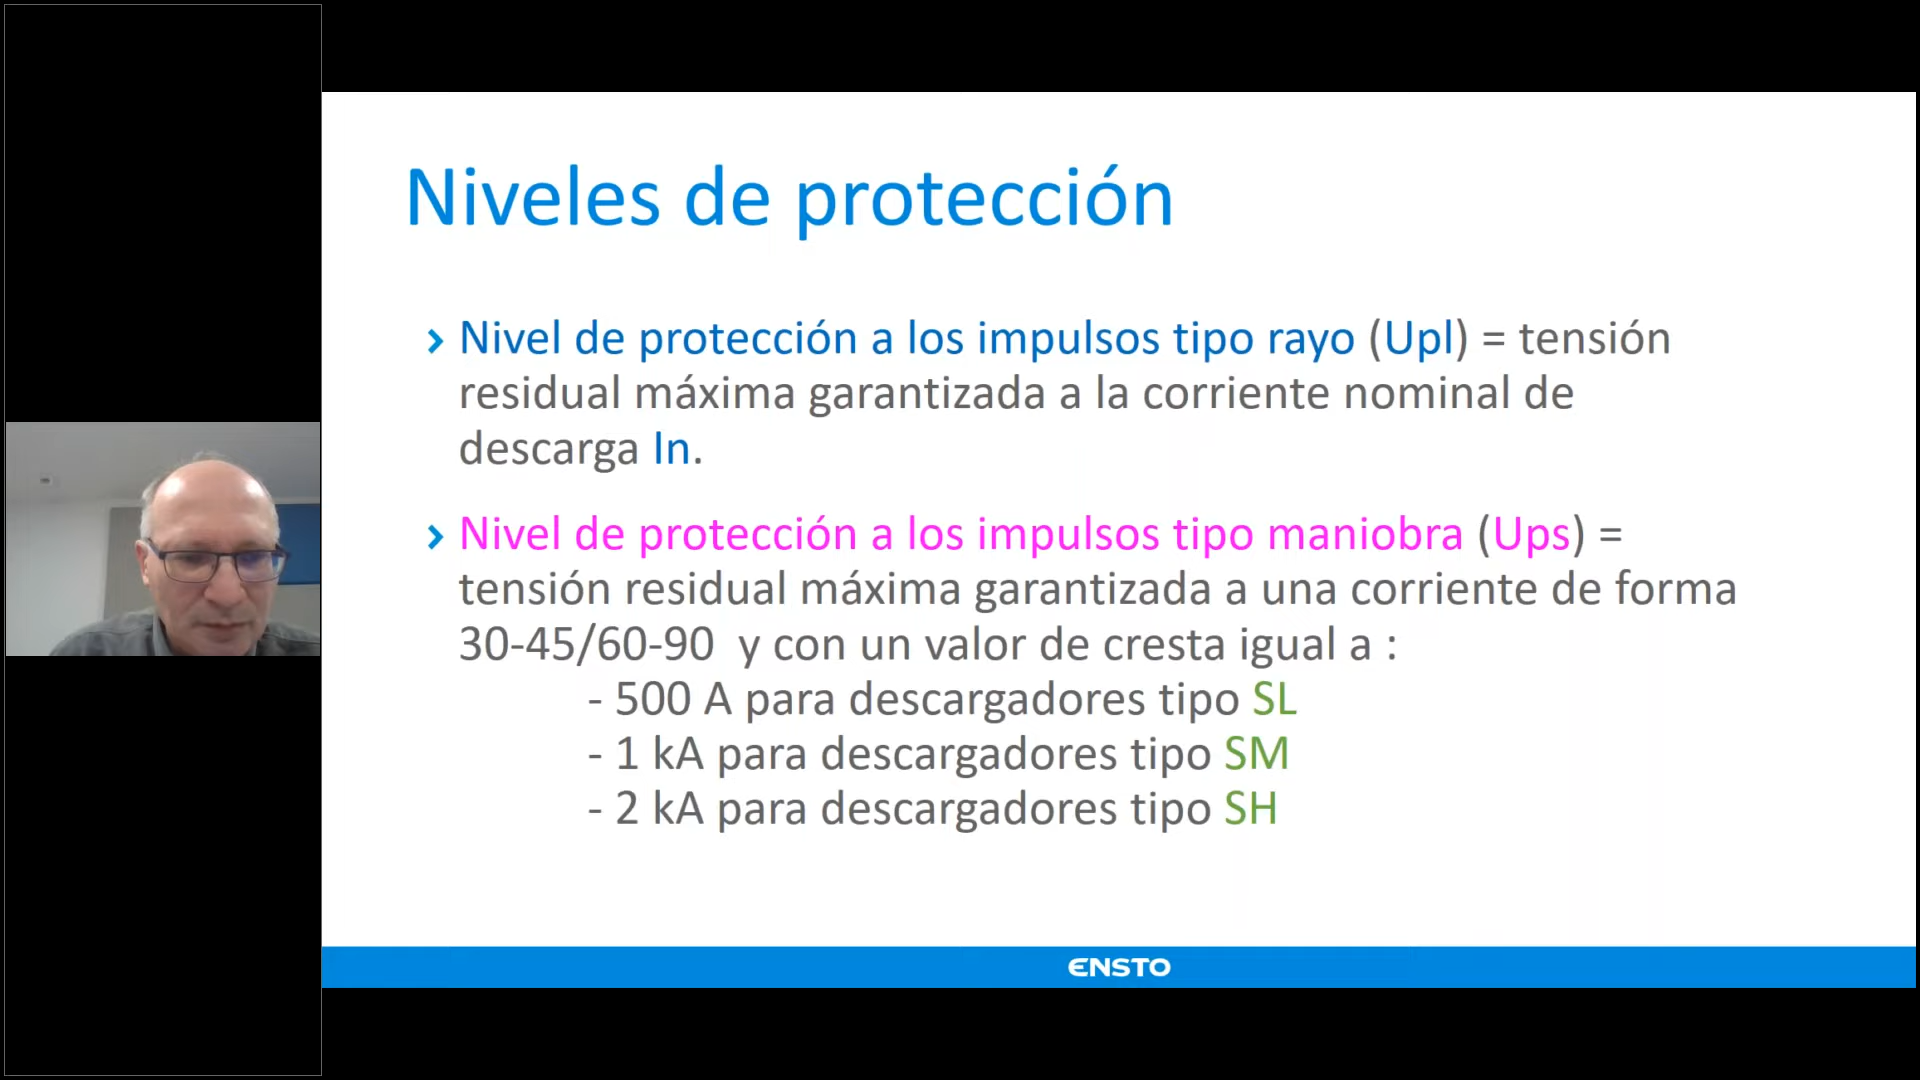 Niveles de protección
Nivel de protección a los impulsos tipo rayo (Upl) = tensión
residual máxima garantizada a la corriente nominal de
descarga In.
Nivel de protección a los impulsos tipo maniobra (Ups) =
tensión residual máxima garantizada a una corriente de forma
30-45/60-90 y con un valor de cresta igual a :
- 500 A para descargadores tipo SL
- 1 kA para descargadores tipo SM
- 2 kA para descargadores tipo SH
ENSTO